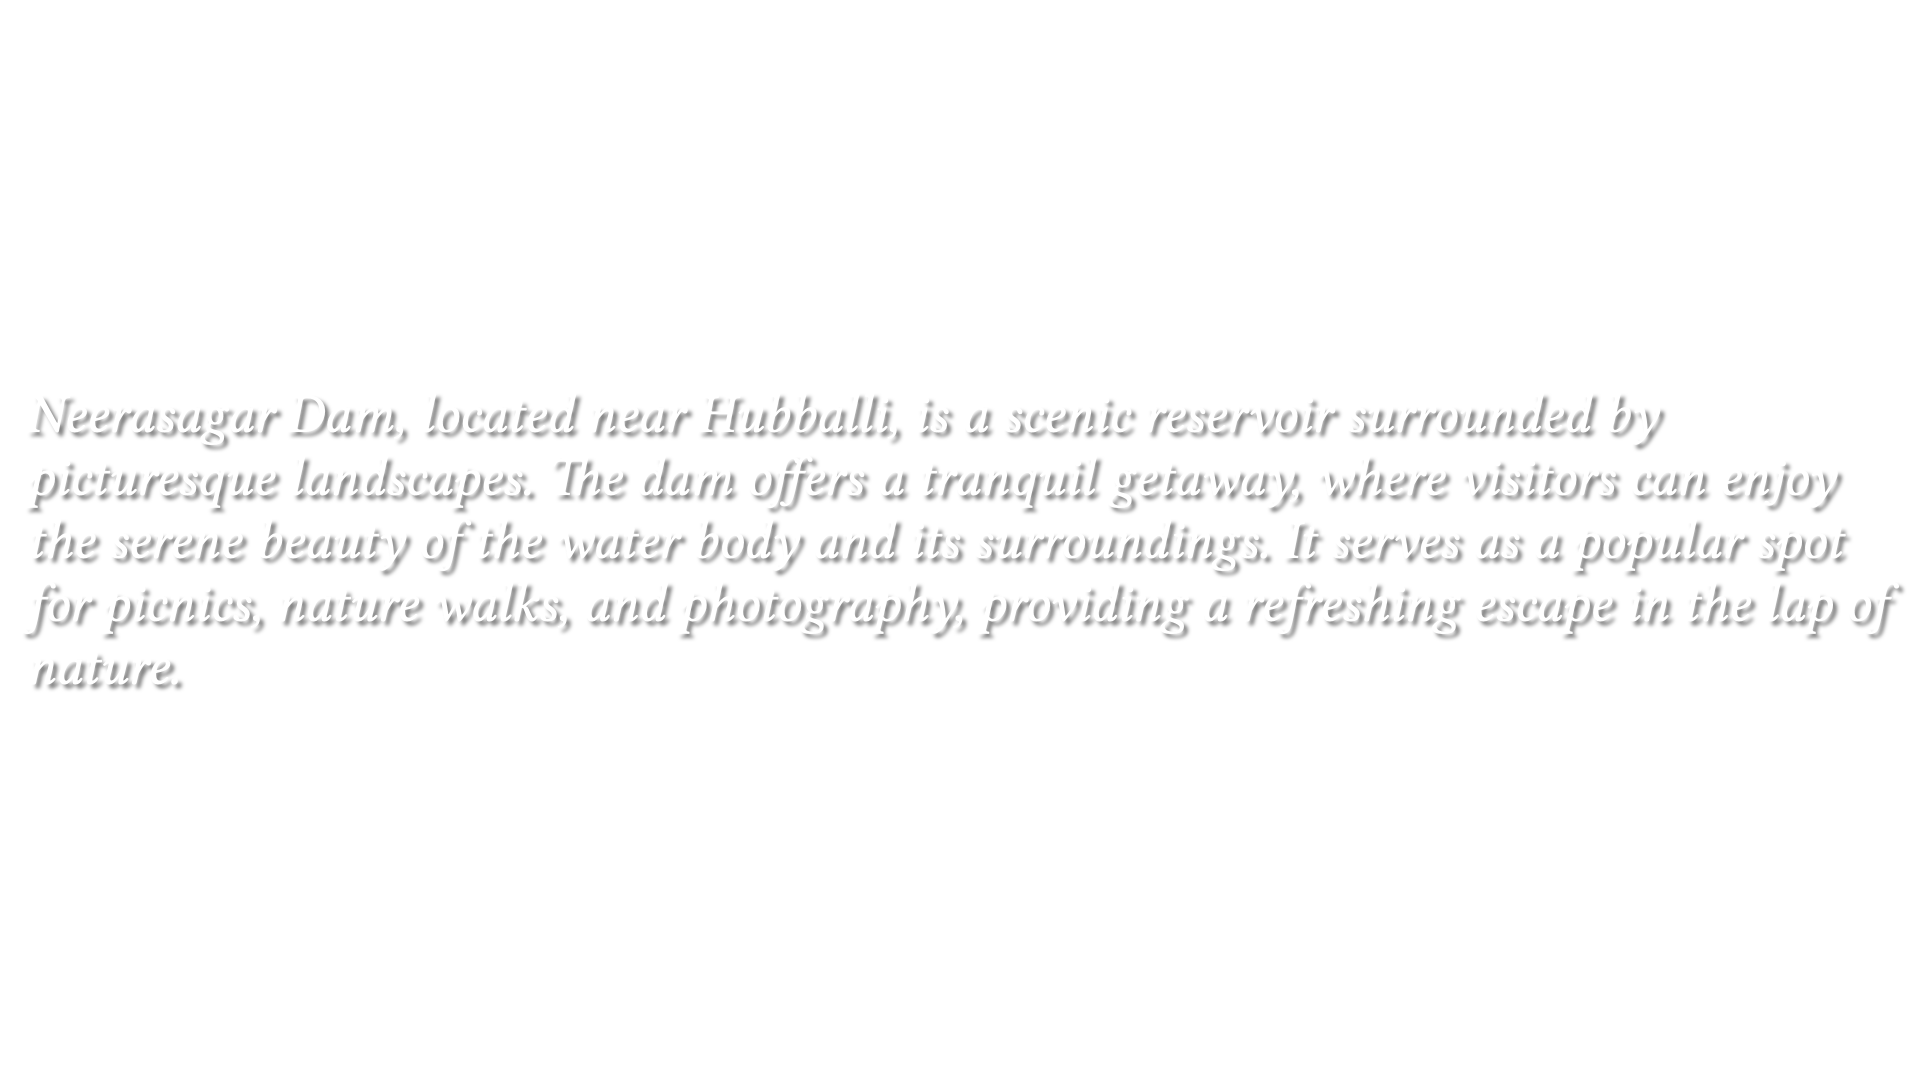 Neerasagar Dam, located near Hubballi, is a scenic reservoir surrounded by
picturesque landscapes. The dam offers a tranquil getaway, where visitors can enjoy
the serene beauty of the water body and its surroundings. It serves as a popular spot
for picnics, nature walks, and photography, providing a refreshing escape in the lap of
nature.